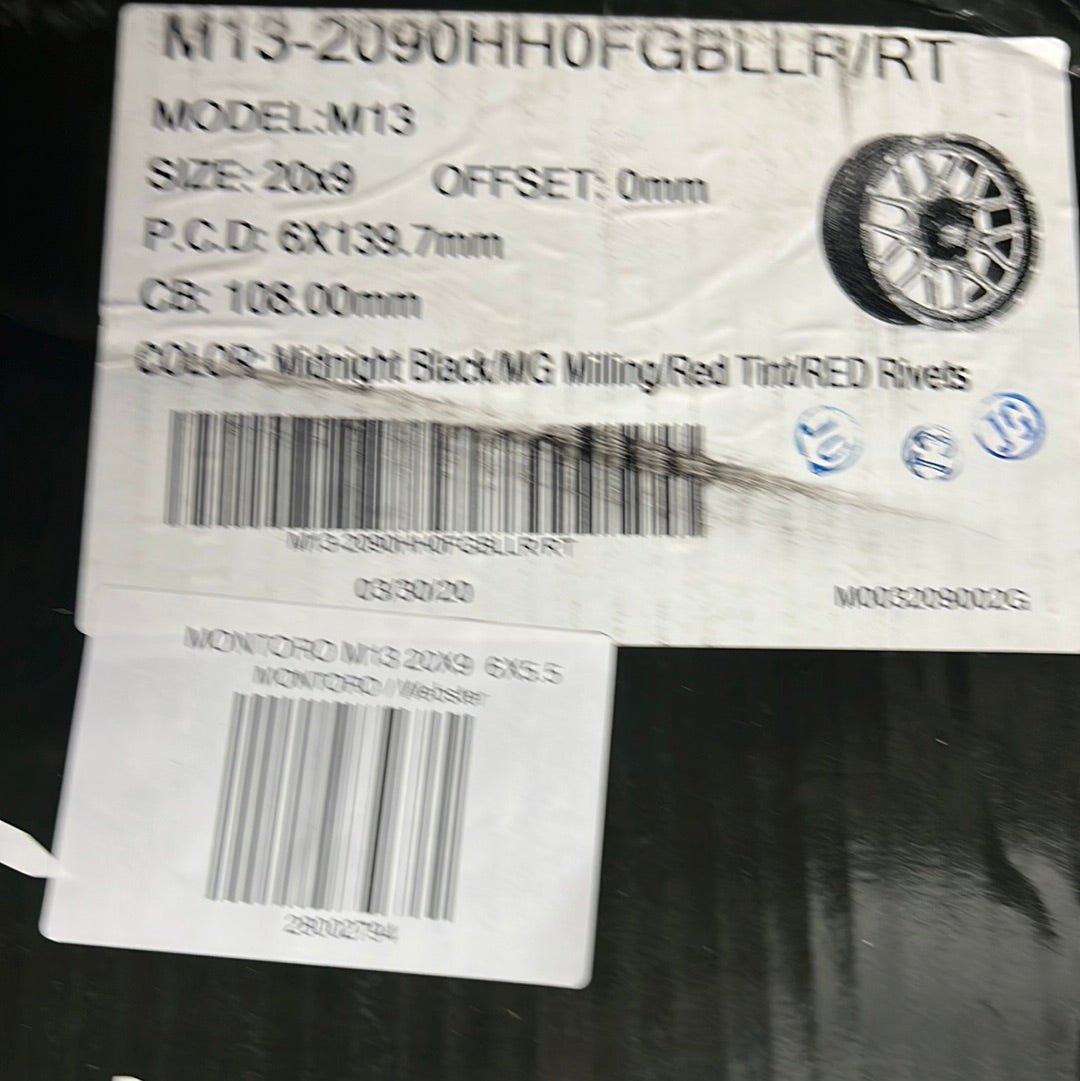 M13-2090HH0FGBLLR/RT
MODEL:M13
SIZE: 20x9 OFFSET: 0mm
P.C.D: 6X139.7mm
CB: 108.00mm
COLOR: Midnight Black/MG Milling/Red Tint/RED Rivets
13 JS
M13-2090HH0FGBLLR/RT
03/30/20
M003209002G
MONTORO M13 20X9 6X5.5
MONTORO / Webster
28002794